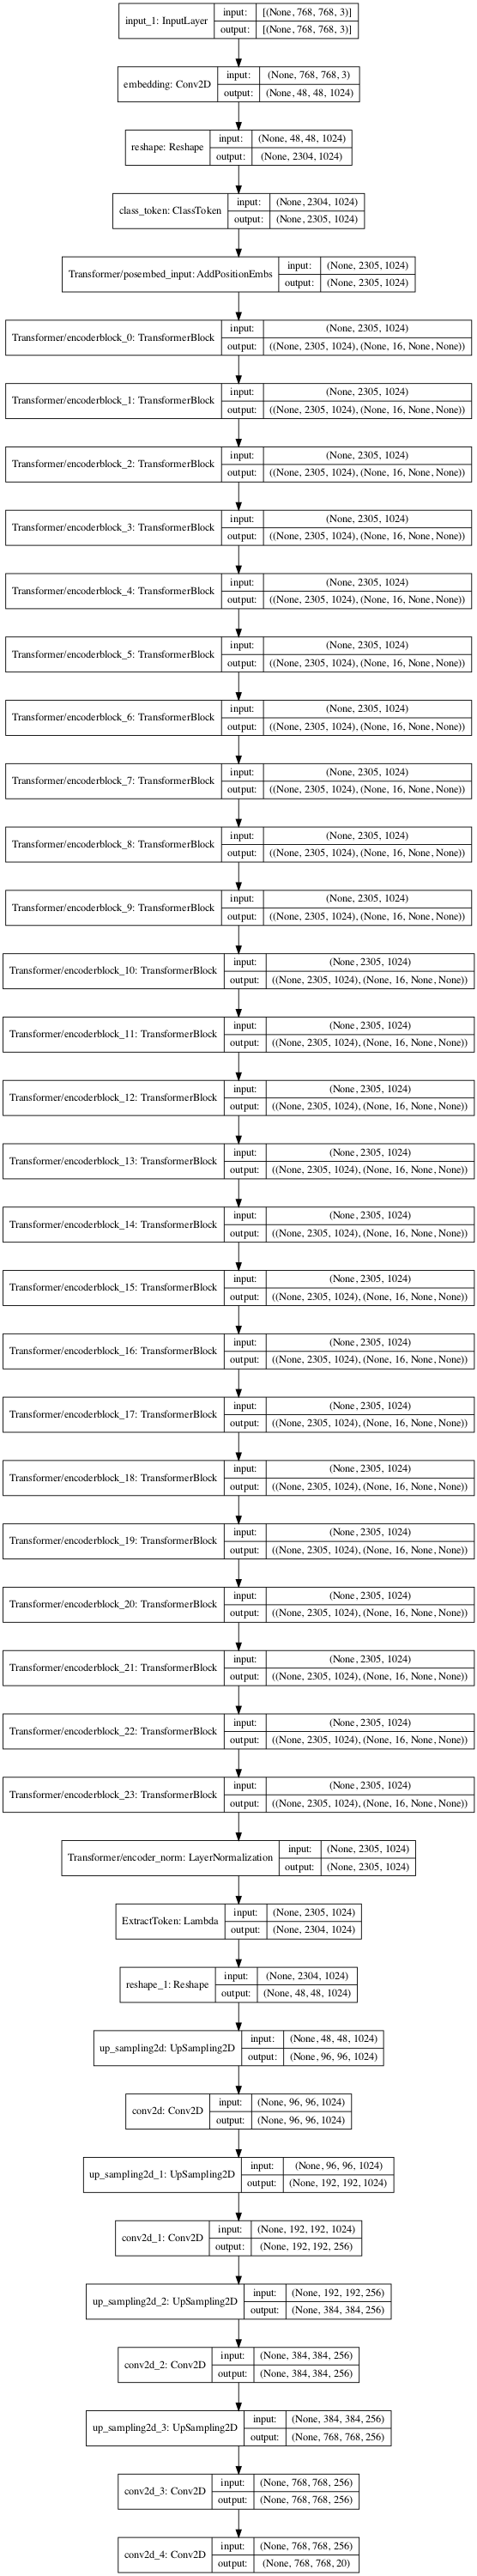 input_1: InputLayer
input: [(None, 768, 768, 3)]
output: [(None, 768, 768, 3)]
embedding: Conv2D
input: (None, 768, 768, 3)
output: (None, 48, 48, 1024)
reshape: Reshape
input: (None, 48, 48, 1024)
output: (None, 2304, 1024)
class_token: ClassToken
input: (None, 2304, 1024)
output: (None, 2305, 1024)
Transformer/posembed_input: AddPositionEmbs
input: (None, 2305, 1024)
output: (None, 2305, 1024)
Transformer/encoderblock_0: TransformerBlock
input: (None, 2305, 1024)
output: ((None, 2305, 1024), (None, 16, None, None))
Transformer/encoderblock_1: TransformerBlock
input: (None, 2305, 1024)
output: ((None, 2305, 1024), (None, 16, None, None))
Transformer/encoderblock_2: TransformerBlock
input: (None, 2305, 1024)
output: ((None, 2305, 1024), (None, 16, None, None))
Transformer/encoderblock_3: TransformerBlock
input: (None, 2305, 1024)
output: ((None, 2305, 1024), (None, 16, None, None))
Transformer/encoderblock_4: TransformerBlock
input: (None, 2305, 1024)
output: ((None, 2305, 1024), (None, 16, None, None))
Transformer/encoderblock_5: TransformerBlock
input: (None, 2305, 1024)
output: ((None, 2305, 1024), (None, 16, None, None))
Transformer/encoderblock_6: TransformerBlock
input: (None, 2305, 1024)
output: ((None, 2305, 1024), (None, 16, None, None))
Transformer/encoderblock_7: TransformerBlock
input: (None, 2305, 1024)
output: ((None, 2305, 1024), (None, 16, None, None))
Transformer/encoderblock_8: TransformerBlock
input: (None, 2305, 1024)
output: ((None, 2305, 1024), (None, 16, None, None))
Transformer/encoderblock_9: TransformerBlock
input: (None, 2305, 1024)
output: ((None, 2305, 1024), (None, 16, None, None))
Transformer/encoderblock_10: TransformerBlock
input: (None, 2305, 1024)
output: ((None, 2305, 1024), (None, 16, None, None))
Transformer/encoderblock_11: TransformerBlock
input: (None, 2305, 1024)
output: ((None, 2305, 1024), (None, 16, None, None))
Transformer/encoderblock_12: TransformerBlock
input: (None, 2305, 1024)
output: ((None, 2305, 1024), (None, 16, None, None))
Transformer/encoderblock_13: TransformerBlock
input: (None, 2305, 1024)
output: ((None, 2305, 1024), (None, 16, None, None))
Transformer/encoderblock_14: TransformerBlock
input: (None, 2305, 1024)
output: ((None, 2305, 1024), (None, 16, None, None))
Transformer/encoderblock_15: TransformerBlock
input: (None, 2305, 1024)
output: ((None, 2305, 1024), (None, 16, None, None))
Transformer/encoderblock_16: TransformerBlock
input: (None, 2305, 1024)
output: ((None, 2305, 1024), (None, 16, None, None))
Transformer/encoderblock_17: TransformerBlock
input: (None, 2305, 1024)
output: ((None, 2305, 1024), (None, 16, None, None))
Transformer/encoderblock_18: TransformerBlock
input: (None, 2305, 1024)
output: ((None, 2305, 1024), (None, 16, None, None))
Transformer/encoderblock_19: TransformerBlock
input: (None, 2305, 1024)
output: ((None, 2305, 1024), (None, 16, None, None))
Transformer/encoderblock_20: TransformerBlock
input: (None, 2305, 1024)
output: ((None, 2305, 1024), (None, 16, None, None))
Transformer/encoderblock_21: TransformerBlock
input: (None, 2305, 1024)
output: ((None, 2305, 1024), (None, 16, None, None))
Transformer/encoderblock_22: TransformerBlock
input: (None, 2305, 1024)
output: ((None, 2305, 1024), (None, 16, None, None))
Transformer/encoderblock_23: TransformerBlock
input: (None, 2305, 1024)
output: ((None, 2305, 1024), (None, 16, None, None))
Transformer/encoder_norm: LayerNormalization
input: (None, 2305, 1024)
output: (None, 2305, 1024)
ExtractToken: Lambda
input: (None, 2305, 1024)
output: (None, 2304, 1024)
reshape_1: Reshape
input: (None, 2304, 1024)
output: (None, 48, 48, 1024)
up_sampling2d: UpSampling2D
input: (None, 48, 48, 1024)
output: (None, 96, 96, 1024)
conv2d: Conv2D
input: (None, 96, 96, 1024)
output: (None, 96, 96, 1024)
up_sampling2d_1: UpSampling2D
input: (None, 96, 96, 1024)
output: (None, 192, 192, 1024)
conv2d_1: Conv2D
input: (None, 192, 192, 1024)
output: (None, 192, 192, 256)
up_sampling2d_2: UpSampling2D
input: (None, 192, 192, 256)
output: (None, 384, 384, 256)
conv2d_2: Conv2D
input: (None, 384, 384, 256)
output: (None, 384, 384, 256)
up_sampling2d_3: UpSampling2D
input: (None, 384, 384, 256)
output: (None, 768, 768, 256)
conv2d_3: Conv2D
input: (None, 768, 768, 256)
output: (None, 768, 768, 256)
conv2d_4: Conv2D
input: (None, 768, 768, 256)
output: (None, 768, 768, 20)